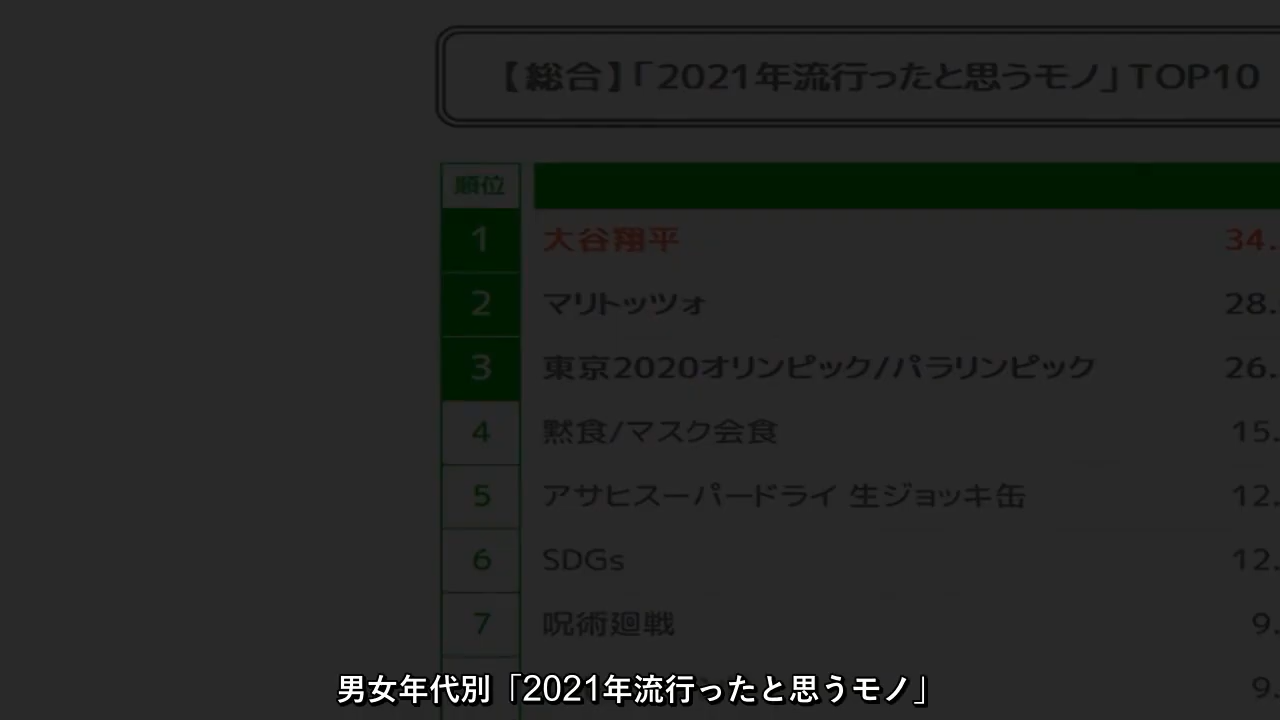 【総合】「2021年流行ったと思うモノ」TOP10
順位
1 大谷翔平 34.
2 マリトッツォ 28.
3 東京2020オリンピック/パラリンピック 26.
4 黙食/マスク会食 15.
5 アサヒスーパードライ 生ジョッキ缶 12.
6 SDGs 12.
7 呪術廻戦 9.
9.
男女年代別「2021年流行ったと思うモノ」